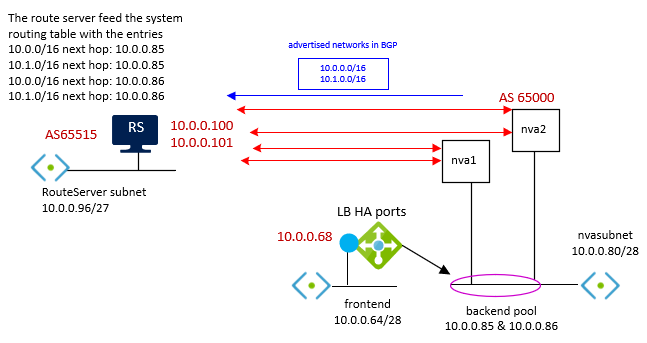 The route server feed the system
routing table with the entries
10.0.0/16 next hop: 10.0.0.85
10.1.0/16 next hop: 10.0.0.85
10.0.0/16 next hop: 10.0.0.86
10.1.0/16 next hop: 10.0.0.86
advertised networks in BGP
10.0.0.0/16
10.1.0.0/16
AS 65000
AS65515
RS
10.0.0.100
10.0.0.101
nva2
nva1
RouteServer subnet
10.0.0.96/27
LB HA ports
10.0.0.68
nvasubnet
10.0.0.80/28
frontend
10.0.0.64/28
backend pool
10.0.0.85 & 10.0.0.86